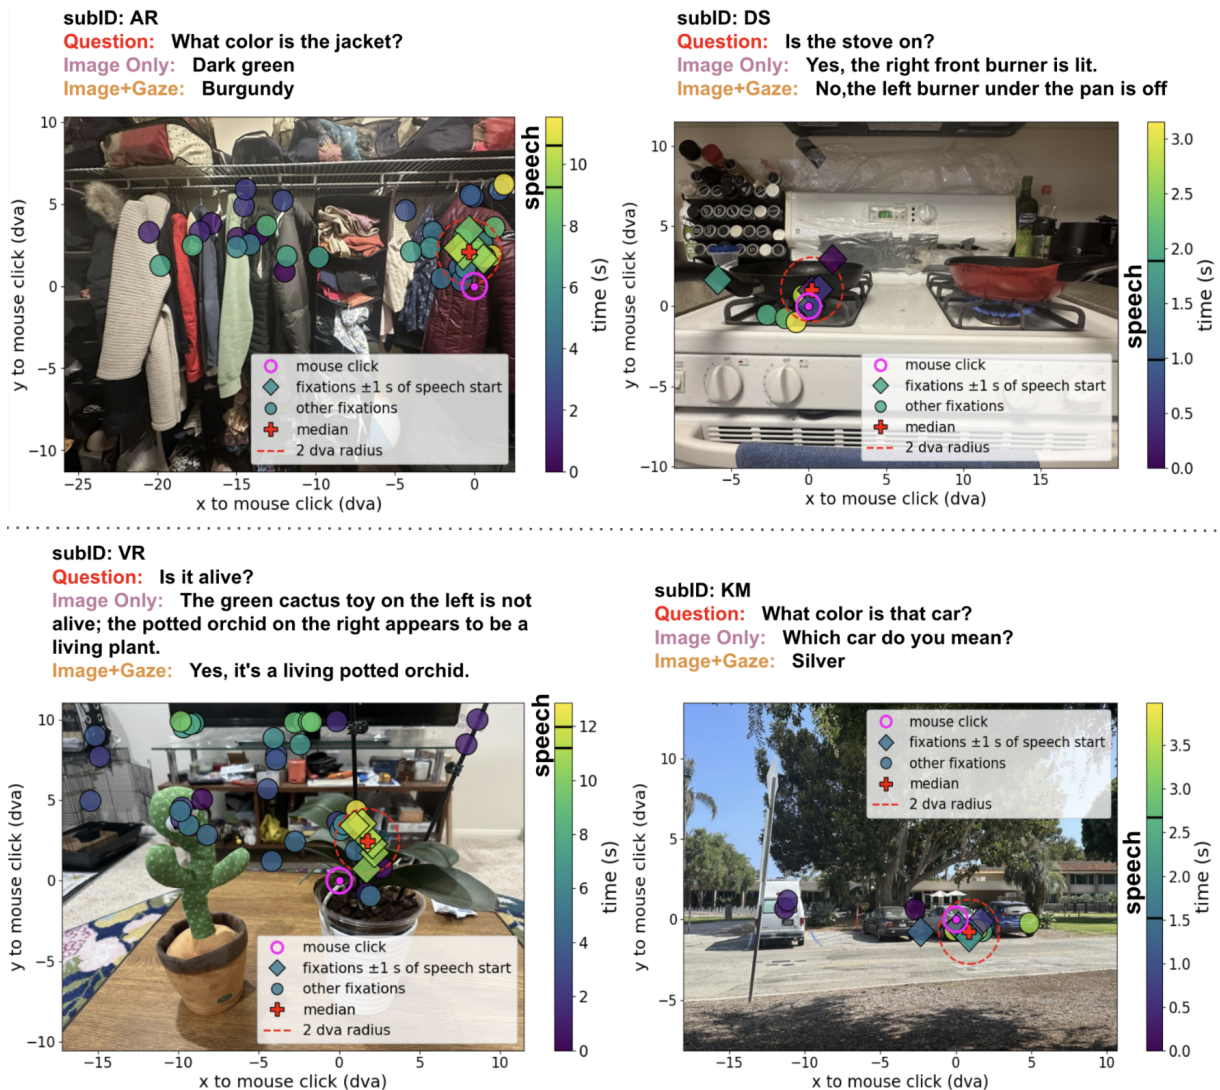 subID: AR
Question: What color is the jacket?
Image Only: Dark green
Image+Gaze: Burgundy
10
5
0
−5
−10
y to mouse click (dva)
−25 −20 −15 −10 −5 0
x to mouse click (dva)
mouse click
fixations ±1 s of speech start
other fixations
median
2 dva radius
speech
10
8
6
4
2
0
time (s)
subID: DS
Question: Is the stove on?
Image Only: Yes, the right front burner is lit.
Image+Gaze: No,the left burner under the pan is off
10
5
0
−5
−10
y to mouse click (dva)
−5 0 5 10 15
x to mouse click (dva)
mouse click
fixations ±1 s of speech start
other fixations
median
2 dva radius
speech
3.0
2.5
2.0
1.5
1.0
0.5
0.0
time (s)
subID: VR
Question: Is it alive?
Image Only: The green cactus toy on the left is not
alive; the potted orchid on the right appears to be a
living plant.
Image+Gaze: Yes, it's a living potted orchid.
10
5
0
−5
−10
y to mouse click (dva)
−15 −10 −5 0 5 10
x to mouse click (dva)
mouse click
fixations ±1 s of speech start
other fixations
median
2 dva radius
speech
12
10
8
6
4
2
0
time (s)
subID: KM
Question: What color is that car?
Image Only: Which car do you mean?
Image+Gaze: Silver
10
5
0
−5
y to mouse click (dva)
−15 −10 −5 0 5 10
x to mouse click (dva)
mouse click
fixations ±1 s of speech start
other fixations
median
2 dva radius
speech
3.5
3.0
2.5
2.0
1.5
1.0
0.5
0.0
time (s)